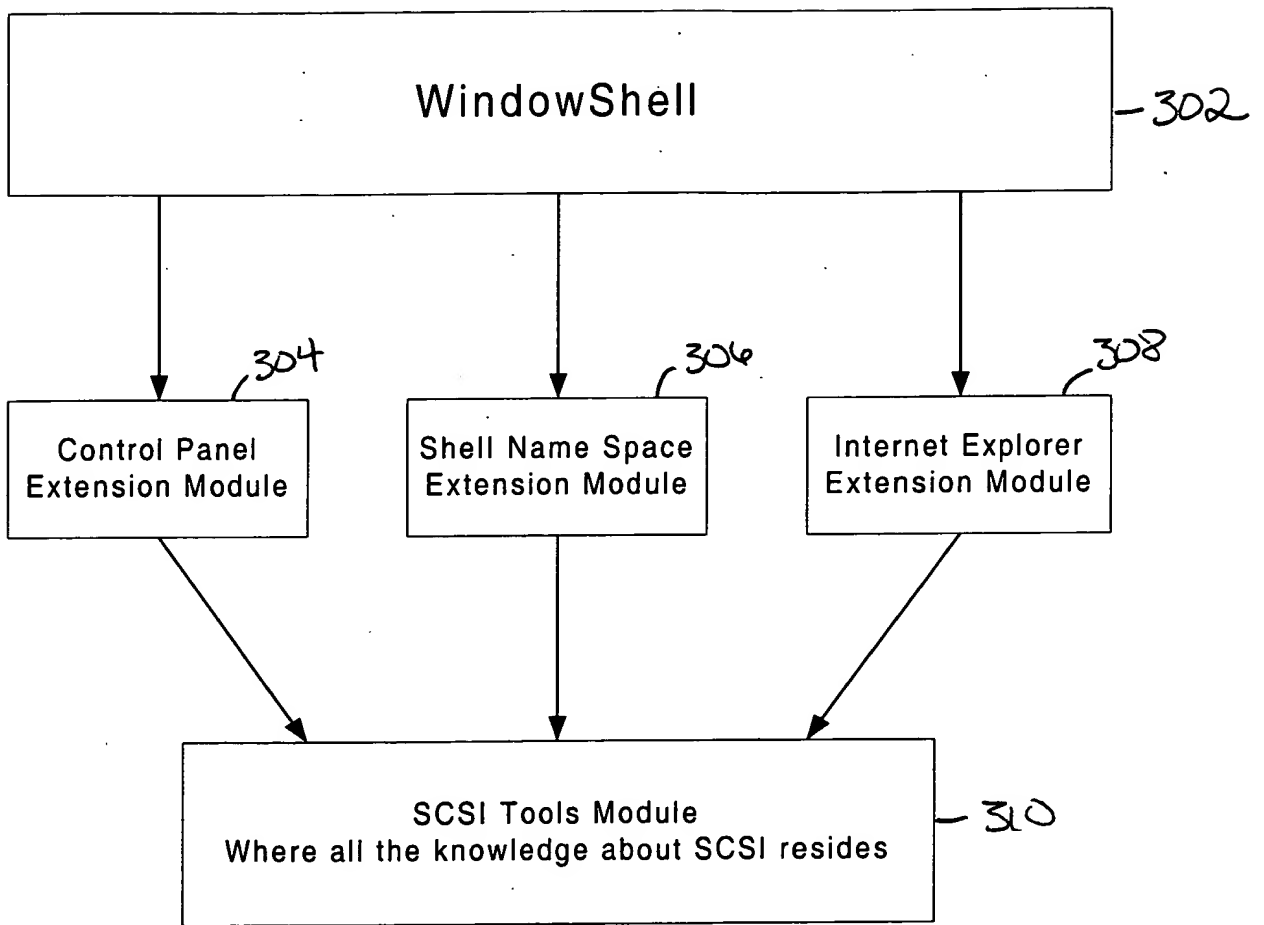 WindowShell
302
304
306
308
Control Panel
Extension Module
Shell Name Space
Extension Module
Internet Explorer
Extension Module
SCSI Tools Module
Where all the knowledge about SCSI resides
310